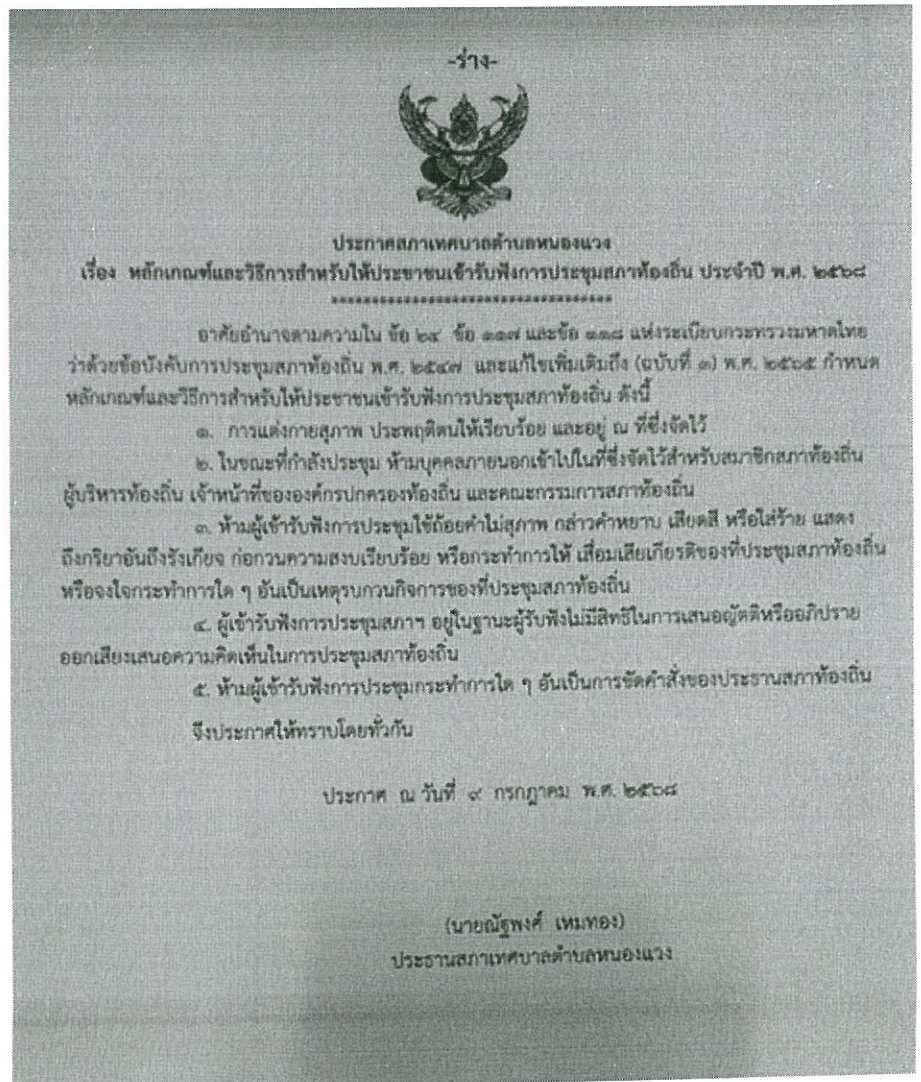 -ร่าง-
ประกาศสภาเทศบาลตำบลหนองแวง
เรื่อง หลักเกณฑ์และวิธีการสำหรับให้ประชาชนเข้ารับฟังการประชุมสภาท้องถิ่น ประจำปี พ.ศ. ๒๕๖๘
***********************************
อาศัยอำนาจตามความใน ข้อ ๒๔ ข้อ ๑๑๗ และข้อ ๑๑๘ แห่งระเบียบกระทรวงมหาดไทย
ว่าด้วยข้อบังคับการประชุมสภาท้องถิ่น พ.ศ. ๒๕๔๗ และแก้ไขเพิ่มเติมถึง (ฉบับที่ ๓) พ.ศ. ๒๕๖๕ กำหนด
หลักเกณฑ์และวิธีการสำหรับให้ประชาชนเข้ารับฟังการประชุมสภาท้องถิ่น ดังนี้
๑. การแต่งกายสุภาพ ประพฤติตนให้เรียบร้อย และอยู่ ณ ที่ซึ่งจัดไว้
๒. ในขณะที่กำลังประชุม ห้ามบุคคลภายนอกเข้าไปในที่ซึ่งจัดไว้สำหรับสมาชิกสภาท้องถิ่น
ผู้บริหารท้องถิ่น เจ้าหน้าที่ขององค์กรปกครองท้องถิ่น และคณะกรรมการสภาท้องถิ่น
๓. ห้ามผู้เข้ารับฟังการประชุมใช้ถ้อยคำไม่สุภาพ กล่าวคำหยาบ เสียดสี หรือใส่ร้าย แสดง
ถึงกริยาอันถึงรังเกียจ ก่อกวนความสงบเรียบร้อย หรือกระทำการให้ เสื่อมเสียเกียรติของที่ประชุมสภาท้องถิ่น
หรือจงใจกระทำการใด ๆ อันเป็นเหตุรบกวนกิจการของที่ประชุมสภาท้องถิ่น
๔. ผู้เข้ารับฟังการประชุมสภาฯ อยู่ในฐานะผู้รับฟังไม่มีสิทธิในการเสนอญัตติหรืออภิปราย
ออกเสียงเสนอความคิดเห็นในการประชุมสภาท้องถิ่น
๕. ห้ามผู้เข้ารับฟังการประชุมกระทำการใด ๆ อันเป็นการขัดคำสั่งของประธานสภาท้องถิ่น
จึงประกาศให้ทราบโดยทั่วกัน
ประกาศ ณ วันที่ ๙ กรกฎาคม พ.ศ. ๒๕๖๘
(นายณัฐพงศ์ เหมทอง)
ประธานสภาเทศบาลตำบลหนองแวง